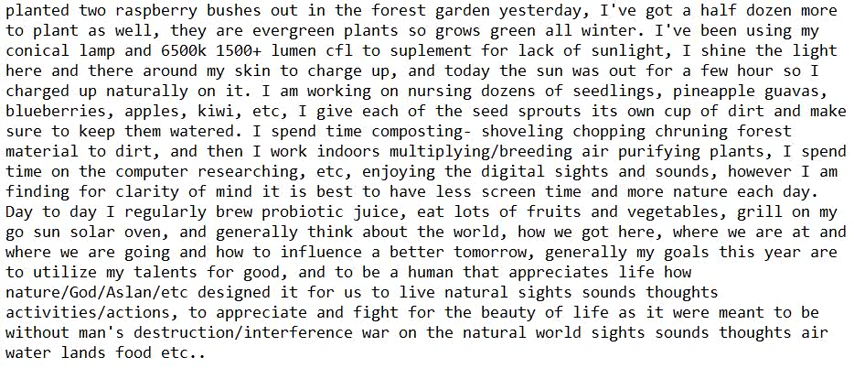 planted two raspberry bushes out in the forest garden yesterday, I've got a half dozen more
to plant as well, they are evergreen plants so grows green all winter. I've been using my
conical lamp and 6500k 1500+ lumen cfl to suplement for lack of sunlight, I shine the light
here and there around my skin to charge up, and today the sun was out for a few hour so I
charged up naturally on it. I am working on nursing dozens of seedlings, pineapple guavas,
blueberries, apples, kiwi, etc, I give each of the seed sprouts its own cup of dirt and make
sure to keep them watered. I spend time composting- shoveling chopping chruning forest
material to dirt, and then I work indoors multiplying/breeding air purifying plants, I spend
time on the computer researching, etc, enjoying the digital sights and sounds, however I am
finding for clarity of mind it is best to have less screen time and more nature each day.
Day to day I regularly brew probiotic juice, eat lots of fruits and vegetables, grill on my
go sun solar oven, and generally think about the world, how we got here, where we are at and
where we are going and how to influence a better tomorrow, generally my goals this year are
to utilize my talents for good, and to be a human that appreciates life how
nature/God/Aslan/etc designed it for us to live natural sights sounds thoughts
activities/actions, to appreciate and fight for the beauty of life as it were meant to be
without man's destruction/interference war on the natural world sights sounds thoughts air
water lands food etc..